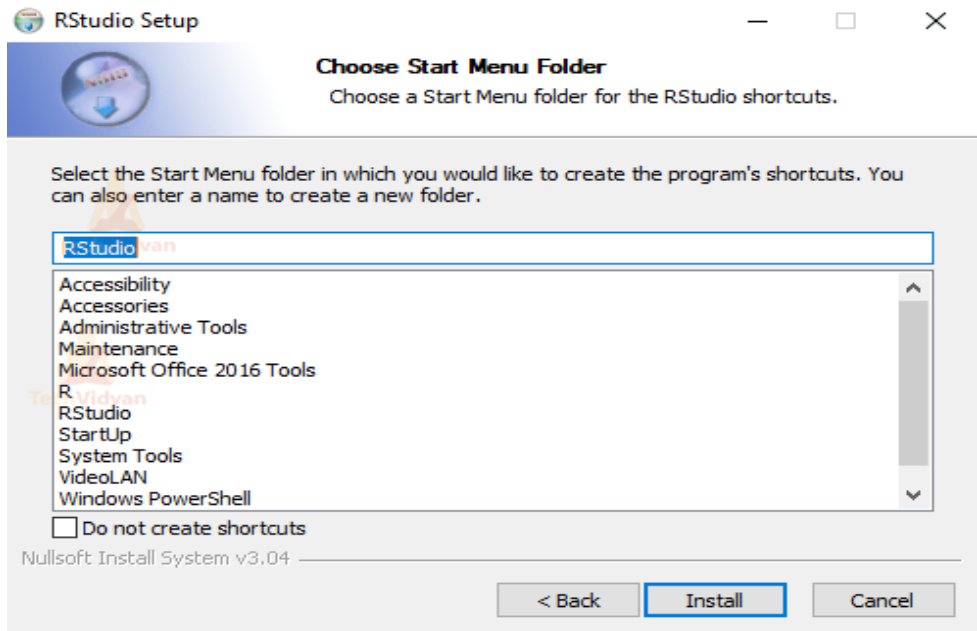 RStudio Setup
Choose Start Menu Folder
Choose a Start Menu folder for the RStudio shortcuts.
Select the Start Menu folder in which you would like to create the program's shortcuts. You
can also enter a name to create a new folder.
RStudio
Accessibility
Accessories
Administrative Tools
Maintenance
Microsoft Office 2016 Tools
R
RStudio
StartUp
System Tools
VideoLAN
Windows PowerShell
Do not create shortcuts
Nullsoft Install System v3.04
< Back
Install
Cancel